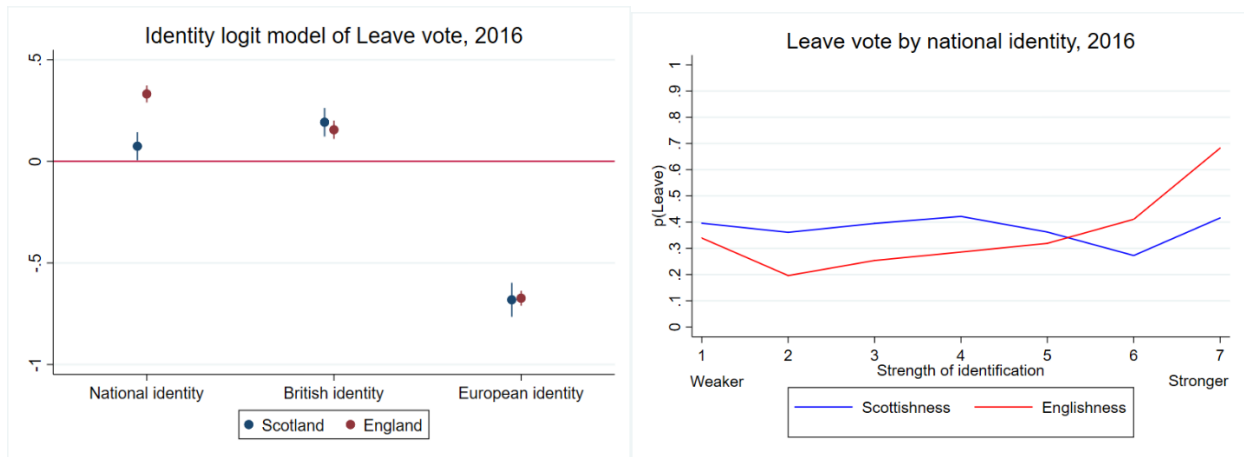 Identity logit model of Leave vote, 2016
.5
0
-.5
-1
National identity
British identity
European identity
Scotland
England
Leave vote by national identity, 2016
p(Leave)
1
.9
.8
.7
.6
.5
.4
.3
.2
.1
0
1 2 3 4 5 6 7
Weaker
Strength of identification
Stronger
Scottishness
Englishness